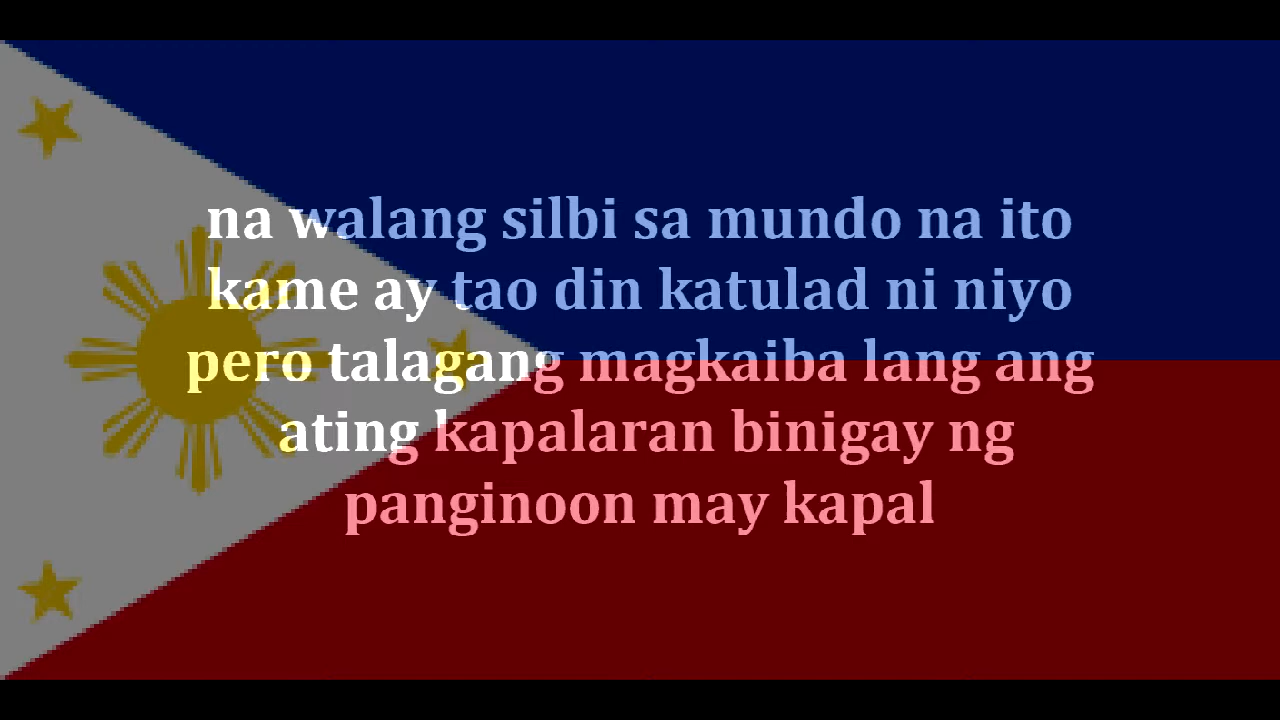 na walang silbi sa mundo na ito
kame ay tao din katulad ni niyo
pero talagang magkaiba lang ang
ating kapalaran binigay ng
panginoon may kapal